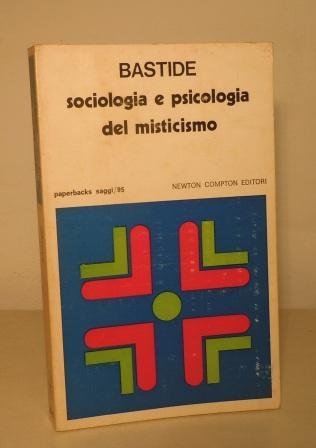 BASTIDE
sociologia e psicologia
del misticismo
paperbacks saggi/95
NEWTON COMPTON EDITORI